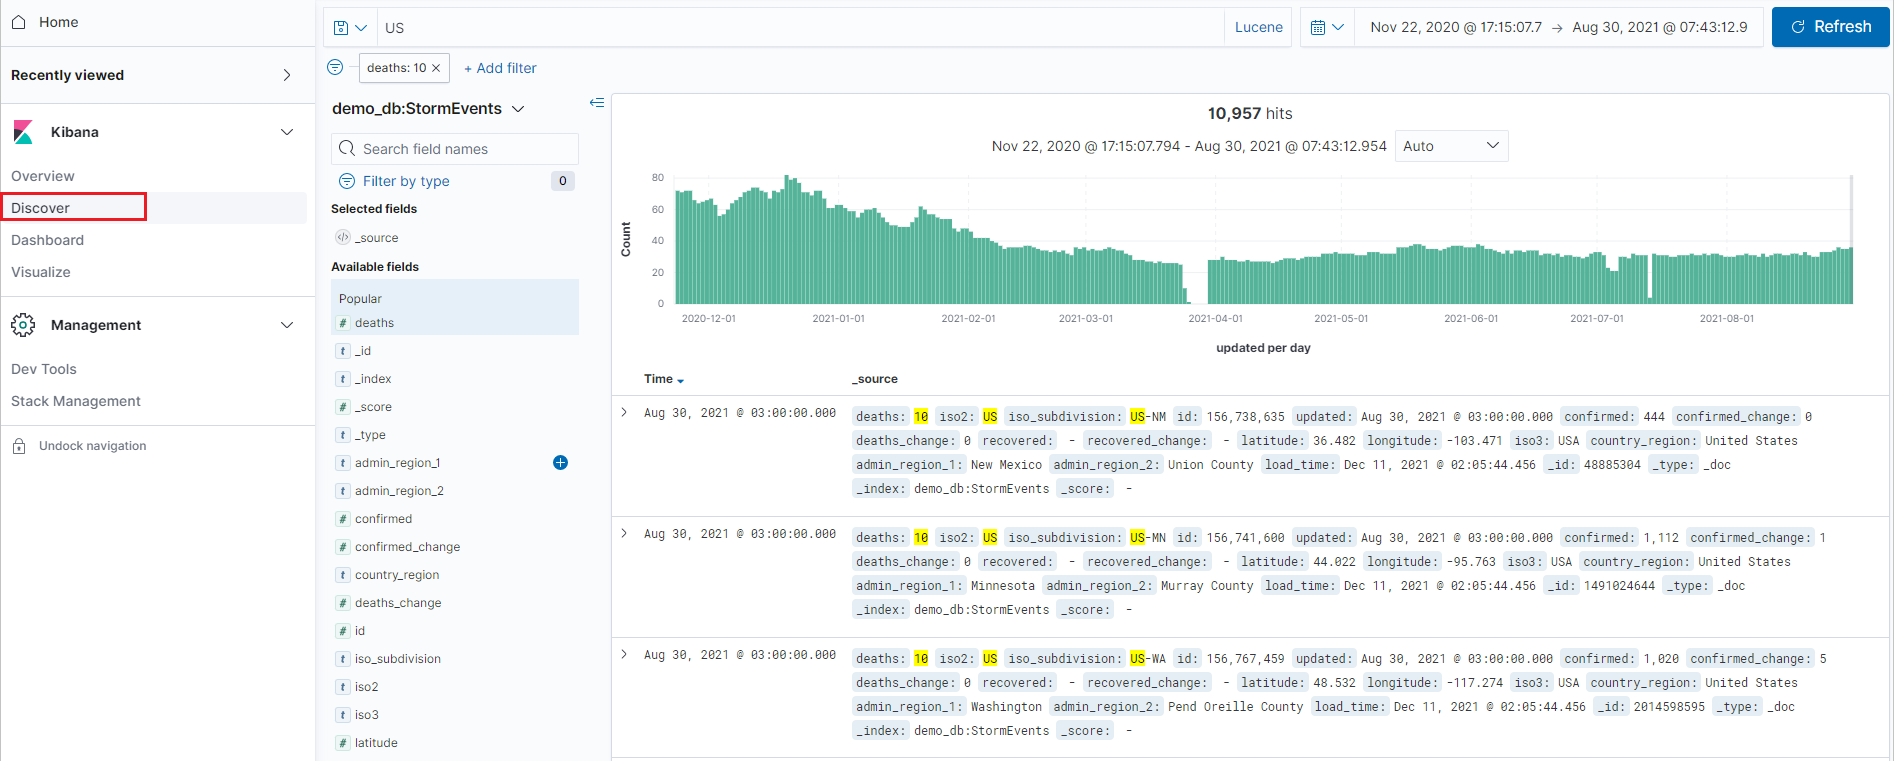 Home
Recently viewed
Kibana
Overview
Discover
Dashboard
Visualize
Management
Dev Tools
Stack Management
Undock navigation
US
Lucene
Nov 22, 2020 @ 17:15:07.7 → Aug 30, 2021 @ 07:43:12.9
Refresh
deaths: 10 ×
+ Add filter
demo_db:StormEvents
Search field names
Filter by type 0
Selected fields
</> _source
Available fields
Popular
# deaths
t _id
t _index
# _score
t _type
t admin_region_1
t admin_region_2
# confirmed
# confirmed_change
t country_region
# deaths_change
# id
t iso_subdivision
t iso2
t iso3
# latitude
10,957 hits
Nov 22, 2020 @ 17:15:07.794 - Aug 30, 2021 @ 07:43:12.954 Auto
Count
80
60
40
20
0
2020-12-01 2021-01-01 2021-02-01 2021-03-01 2021-04-01 2021-05-01 2021-06-01 2021-07-01 2021-08-01
updated per day
Time _source
Aug 30, 2021 @ 03:00:00.000
deaths: 10 iso2: US iso_subdivision: US-NM id: 156,738,635 updated: Aug 30, 2021 @ 03:00:00.000 confirmed: 444 confirmed_change: 0
deaths_change: 0 recovered: - recovered_change: - latitude: 36.482 longitude: -103.471 iso3: USA country_region: United States
admin_region_1: New Mexico admin_region_2: Union County load_time: Dec 11, 2021 @ 02:05:44.456 _id: 48885304 _type: _doc
_index: demo_db:StormEvents _score: -
Aug 30, 2021 @ 03:00:00.000
deaths: 10 iso2: US iso_subdivision: US-MN id: 156,741,600 updated: Aug 30, 2021 @ 03:00:00.000 confirmed: 1,112 confirmed_change: 1
deaths_change: 0 recovered: - recovered_change: - latitude: 44.022 longitude: -95.763 iso3: USA country_region: United States
admin_region_1: Minnesota admin_region_2: Murray County load_time: Dec 11, 2021 @ 02:05:44.456 _id: 1491024644 _type: _doc
_index: demo_db:StormEvents _score: -
Aug 30, 2021 @ 03:00:00.000
deaths: 10 iso2: US iso_subdivision: US-WA id: 156,767,459 updated: Aug 30, 2021 @ 03:00:00.000 confirmed: 1,020 confirmed_change: 5
deaths_change: 0 recovered: - recovered_change: - latitude: 48.532 longitude: -117.274 iso3: USA country_region: United States
admin_region_1: Washington admin_region_2: Pend Oreille County load_time: Dec 11, 2021 @ 02:05:44.456 _id: 2014598595 _type: _doc
_index: demo_db:StormEvents _score: -